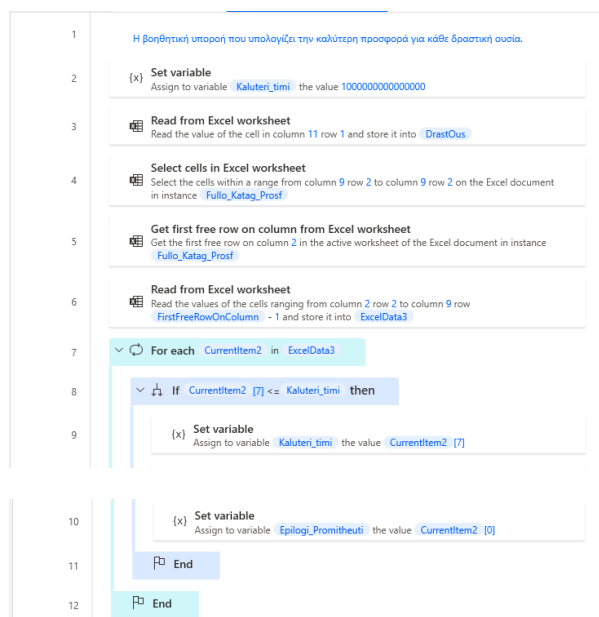 1
Η βοηθητική υπορoή που υπολογίζει την καλύτερη προσφορά για κάθε δραστική ουσία.
2
{x} Set variable
Assign to variable Kaluteri_timi the value 1000000000000000
3
Read from Excel worksheet
Read the value of the cell in column 11 row 1 and store it into DrastOus
4
Select cells in Excel worksheet
Select the cells within a range from column 9 row 2 to column 9 row 2 on the Excel document
in instance Fullo_Katag_Prosf
5
Get first free row on column from Excel worksheet
Get the first free row on column 2 in the active worksheet of the Excel document in instance
Fullo_Katag_Prosf
6
Read from Excel worksheet
Read the values of the cells ranging from column 2 row 2 to column 9 row
FirstFreeRowOnColumn - 1 and store it into ExcelData3
7
For each CurrentItem2 in ExcelData3
8
If CurrentItem2 [7] <= Kaluteri_timi then
9
{x} Set variable
Assign to variable Kaluteri_timi the value CurrentItem2 [7]
10
{x} Set variable
Assign to variable Epilogi_Promitheuti the value CurrentItem2 [0]
11
End
12
End